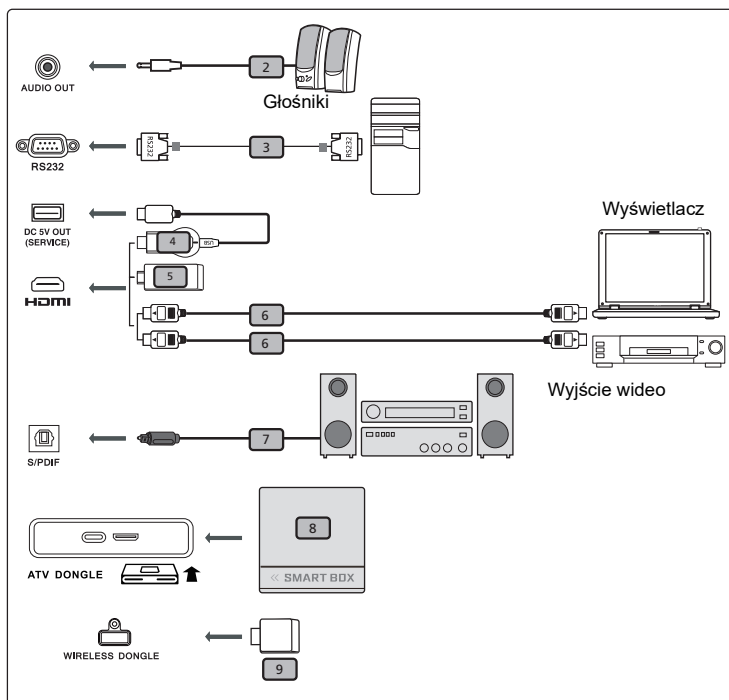 AUDIO OUT
2
Głośniki
RS232
RS232
3
RS232
DC 5V OUT
(SERVICE)
4
USB
5
HDMI
6
6
Wyświetlacz
Wyjście wideo
S/PDIF
7
8
ATV DONGLE
« SMART BOX
WIRELESS DONGLE
9